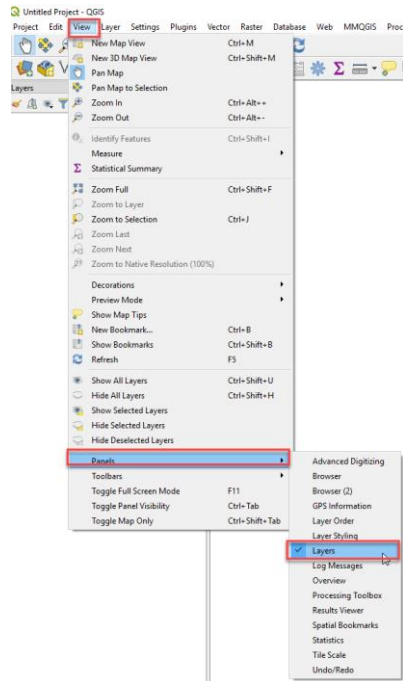 Untitled Project - QGIS
Project Edit View Layer Settings Plugins Vector Raster Database Web MMQGIS Proc
New Map View Ctrl+M
New 3D Map View Ctrl+Shift+M
Pan Map
Layers
Pan Map to Selection
Zoom In Ctrl+Alt++
Zoom Out Ctrl+Alt+-
Identify Features Ctrl+Shift+I
Measure
Statistical Summary
Zoom Full Ctrl+Shift+F
Zoom to Layer
Zoom to Selection Ctrl+J
Zoom Last
Zoom Next
Zoom to Native Resolution (100%)
Decorations
Preview Mode
Show Map Tips
New Bookmark... Ctrl+B
Show Bookmarks Ctrl+Shift+B
Refresh F5
Show All Layers Ctrl+Shift+U
Hide All Layers Ctrl+Shift+H
Show Selected Layers
Hide Selected Layers
Hide Deselected Layers
Panels
Toolbars
Toggle Full Screen Mode F11
Toggle Panel Visibility Ctrl+Tab
Toggle Map Only Ctrl+Shift+Tab
Advanced Digitizing
Browser
Browser (2)
GPS Information
Layer Order
Layer Styling
Layers
Log Messages
Overview
Processing Toolbox
Results Viewer
Spatial Bookmarks
Statistics
Tile Scale
Undo/Redo